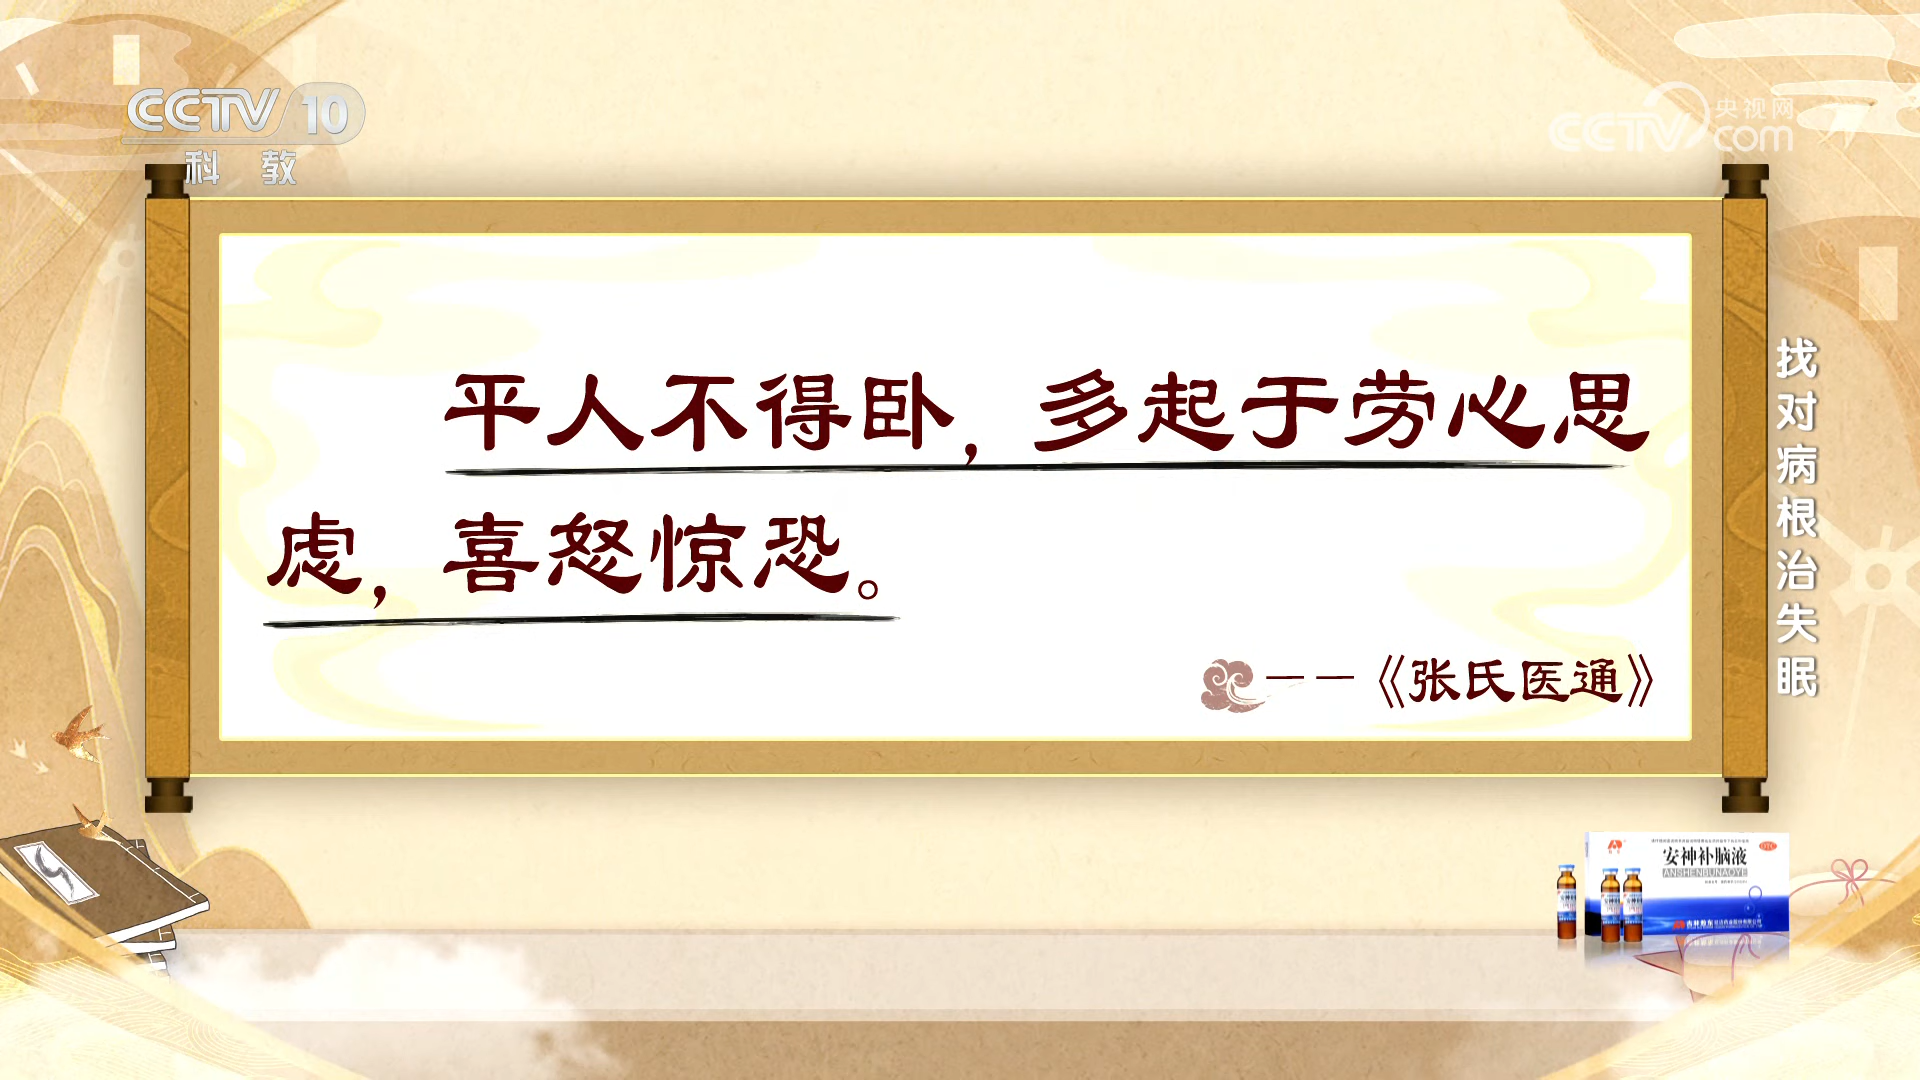 CCTV 10
科 教
央视网
CCTV.com
平人不得卧，多起于劳心思
虑，喜怒惊恐。
——《张氏医通》
找对病根治失眠
安神补脑液
ANSHENBUNAOYE
OTC